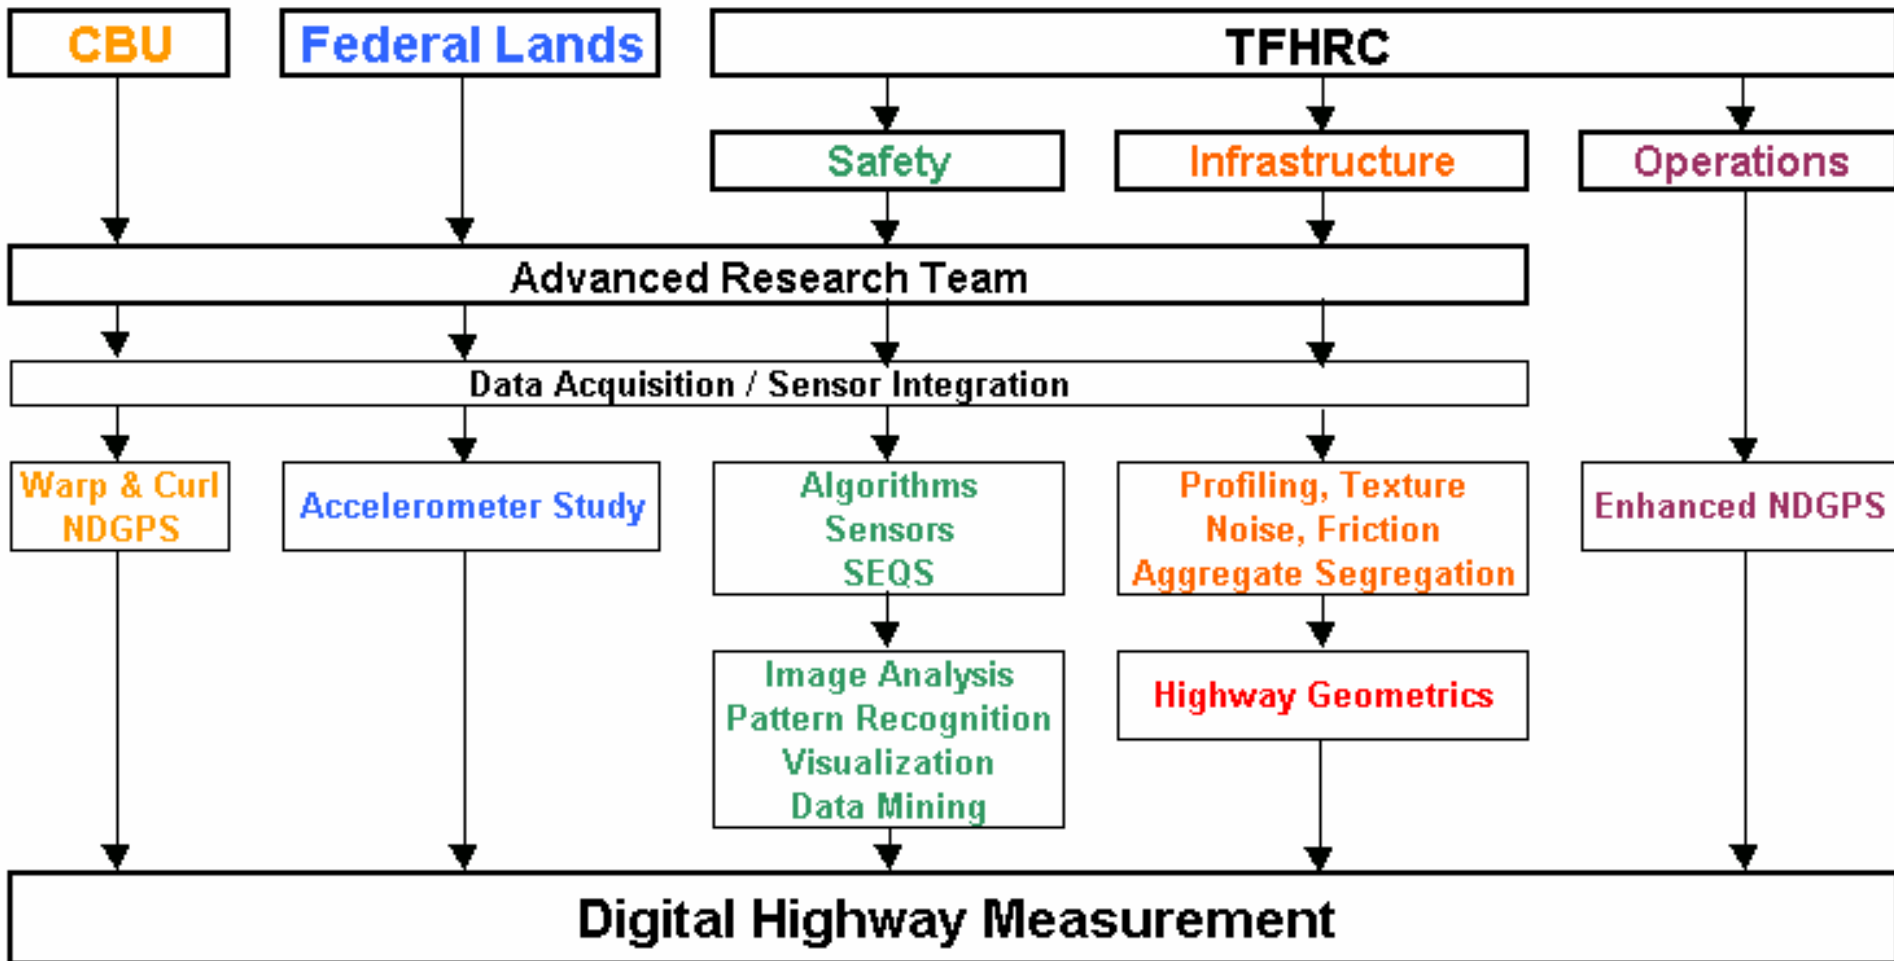 CBU
Federal Lands
TFHRC
Safety
Infrastructure
Operations
Advanced Research Team
Data Acquisition / Sensor Integration
Warp & Curl
NDGPS
Accelerometer Study
Algorithms
Sensors
SEQS
Profiling, Texture
Noise, Friction
Aggregate Segregation
Enhanced NDGPS
Image Analysis
Pattern Recognition
Visualization
Data Mining
Highway Geometrics
Digital Highway Measurement